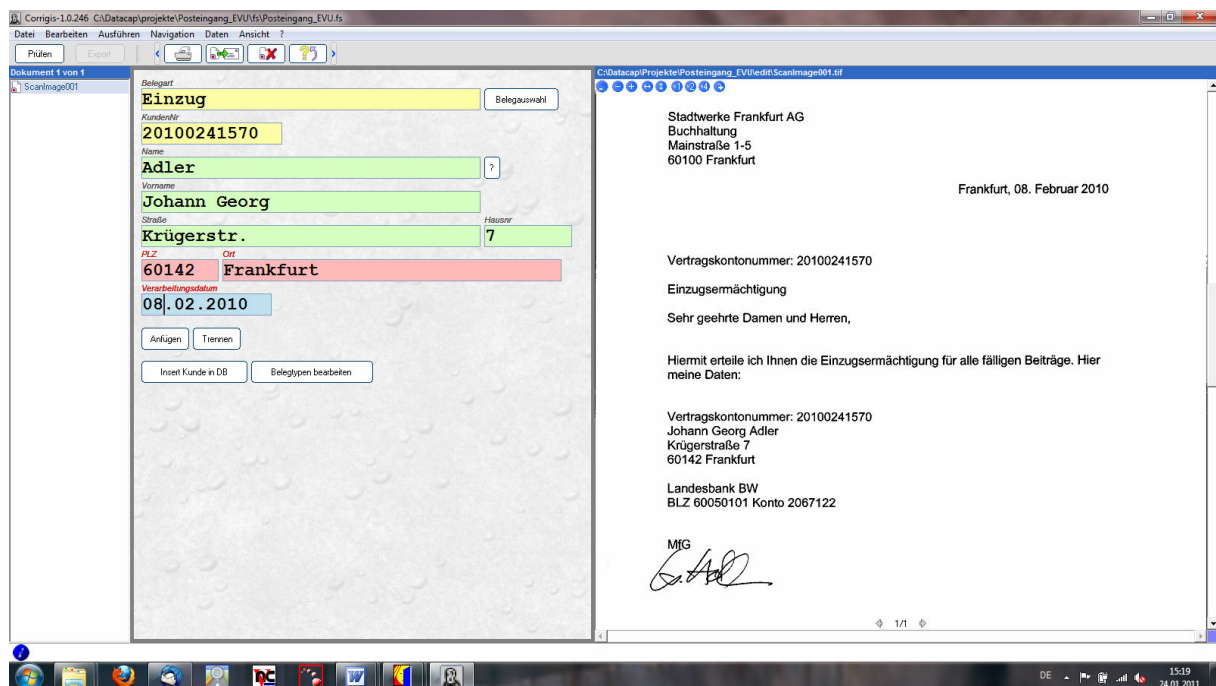 Corrigis-1.0.246 C:\Datacap\projekte\Posteingang_EVU\fs\Posteingang_EVU.fs
Datei Bearbeiten Ausführen Navigation Daten Ansicht ?
Prüfen Export
Dokument 1 von 1
ScanImage001
Belegart
Einzug
Belegauswahl
KundenNr
20100241570
Name
Adler
?
Vorname
Johann Georg
Straße Hausnr
Krügerstr. 7
PLZ Ort
60142 Frankfurt
Verarbeitungsdatum
08.02.2010
Anfügen Trennen
Insert Kunde in DB Belegtypen bearbeiten
C:\Datacap\Projekte\Posteingang_EVU\edit\ScanImage001.tif
Stadtwerke Frankfurt AG
Buchhaltung
Mainstraße 1-5
60100 Frankfurt
Frankfurt, 08. Februar 2010
Vertragskontonummer: 20100241570
Einzugsermächtigung
Sehr geehrte Damen und Herren,
Hiermit erteile ich Ihnen die Einzugsermächtigung für alle fälligen Beiträge. Hier
meine Daten:
Vertragskontonummer: 20100241570
Johann Georg Adler
Krügerstraße 7
60142 Frankfurt
Landesbank BW
BLZ 60050101 Konto 2067122
MfG
1/1
DE
15:19
24.01.2011